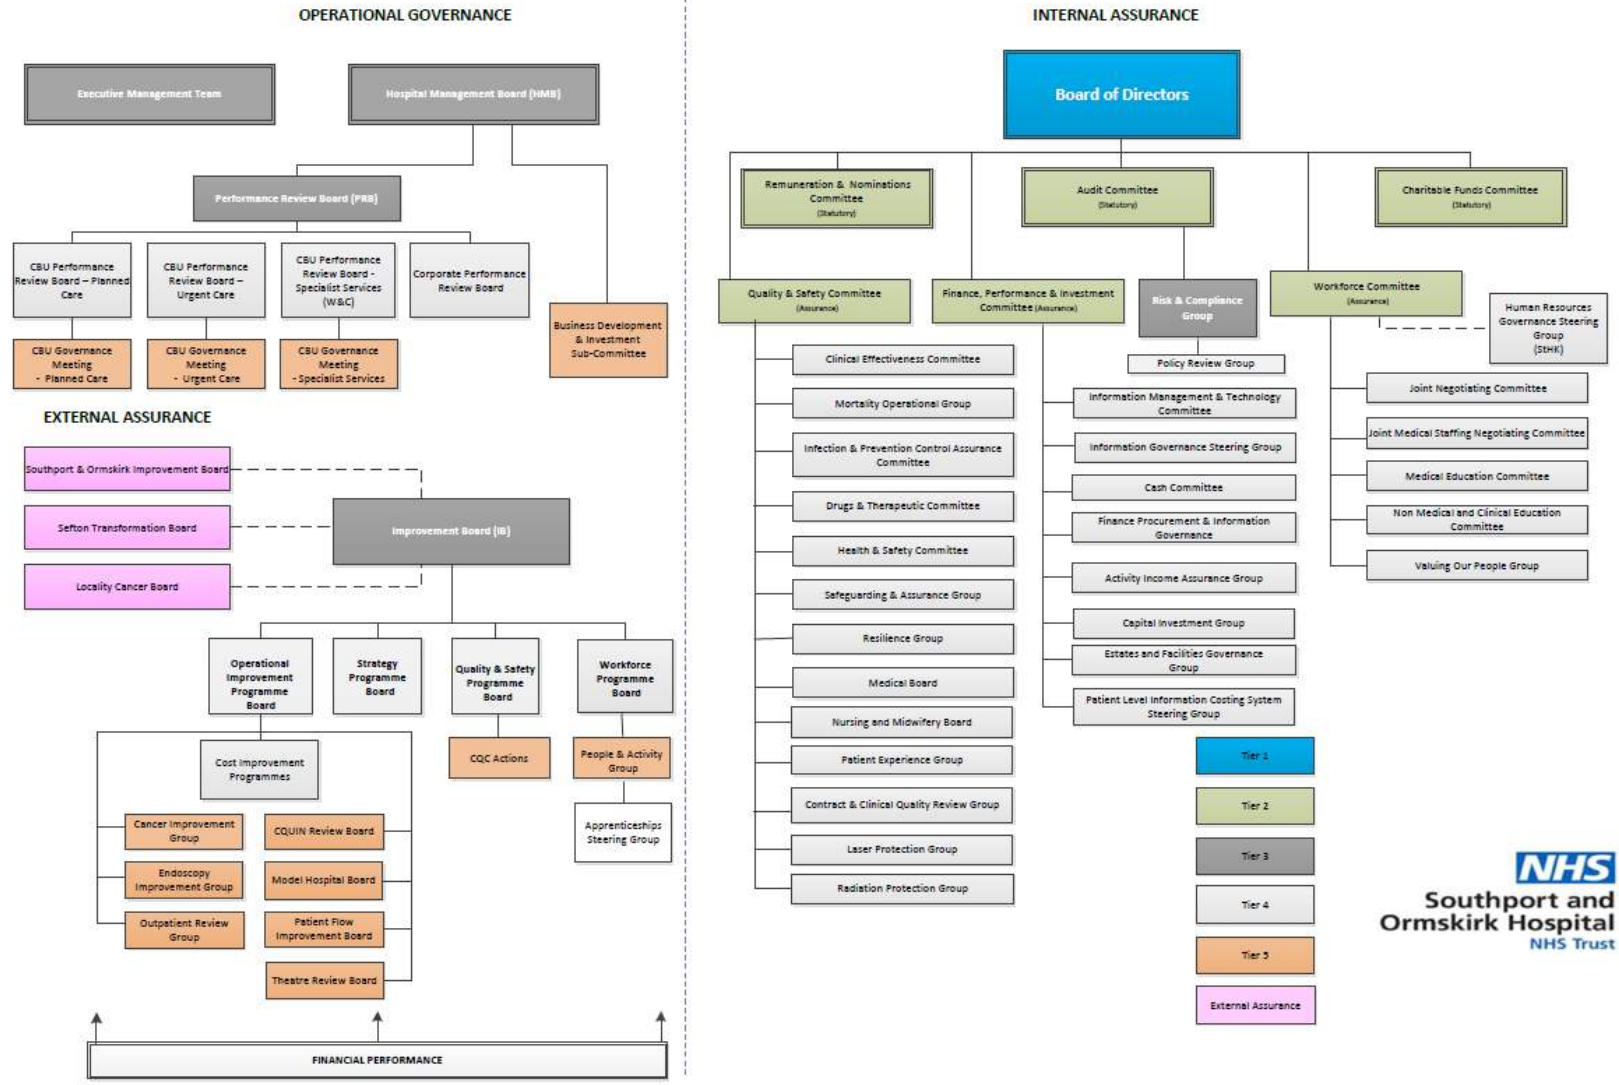 OPERATIONAL GOVERNANCE
Executive Management Team
Hospital Management Board (HMB)
Performance Review Board (PRB)
CBU Performance
Review Board – Planned
Care
CBU Performance
Review Board –
Urgent Care
CBU Performance
Review Board -
Specialist Services
(W&C)
Corporate Performance
Review Board
CBU Governance
Meeting
- Planned Care
CBU Governance
Meeting
- Urgent Care
CBU Governance
Meeting
- Specialist Services
Business Development
& Investment
Sub-Committee
EXTERNAL ASSURANCE
Southport & Ormskirk Improvement Board
Sefton Transformation Board
Locality Cancer Board
Improvement Board (IB)
Operational
Improvement
Programme
Board
Strategy
Programme
Board
Quality & Safety
Programme
Board
Workforce
Programme
Board
Cost Improvement
Programmes
CQC Actions
People & Activity
Group
Apprenticeships
Steering Group
Cancer Improvement
Group
Endoscopy
Improvement Group
Outpatient Review
Group
CQUIN Review Board
Model Hospital Board
Patient Flow
Improvement Board
Theatre Review Board
FINANCIAL PERFORMANCE
INTERNAL ASSURANCE
Board of Directors
Remuneration & Nominations
Committee
(Statutory)
Audit Committee
(Statutory)
Charitable Funds Committee
(Statutory)
Quality & Safety Committee
(Assurance)
Finance, Performance & Investment
Committee (Assurance)
Risk & Compliance
Group
Workforce Committee
(Assurance)
Human Resources
Governance Steering
Group
(StHK)
Policy Review Group
Clinical Effectiveness Committee
Mortality Operational Group
Infection & Prevention Control Assurance
Committee
Drugs & Therapeutic Committee
Health & Safety Committee
Safeguarding & Assurance Group
Resilience Group
Medical Board
Nursing and Midwifery Board
Patient Experience Group
Contract & Clinical Quality Review Group
Laser Protection Group
Radiation Protection Group
Information Management & Technology
Committee
Information Governance Steering Group
Cash Committee
Finance Procurement & Information
Governance
Activity Income Assurance Group
Capital Investment Group
Estates and Facilities Governance
Group
Patient Level Information Costing System
Steering Group
Joint Negotiating Committee
Joint Medical Staffing Negotiating Committee
Medical Education Committee
Non Medical and Clinical Education
Committee
Valuing Our People Group
Tier 1
Tier 2
Tier 3
Tier 4
Tier 5
External Assurance
NHS
Southport and
Ormskirk Hospital
NHS Trust